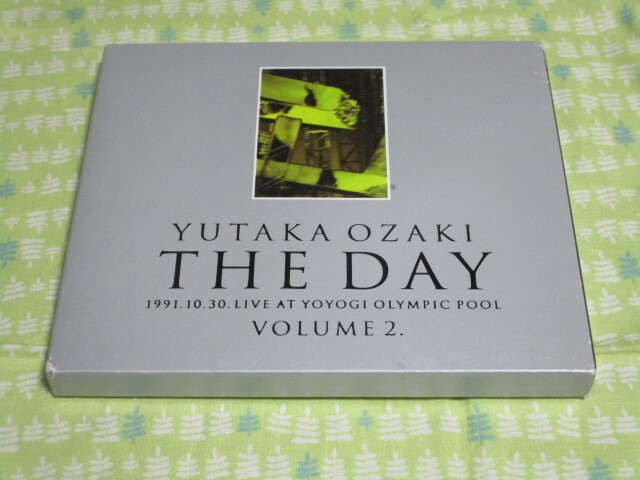 YUTAKA OZAKI
THE DAY
1991.10.30.LIVE AT YOYOGI OLYMPIC POOL
VOLUME 2.